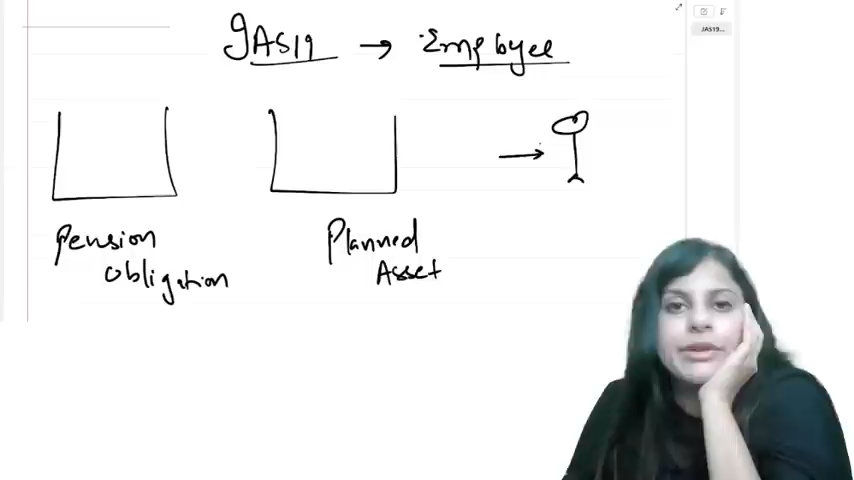 IAS19 → Employee
Pension
Obligation
Planned
Asset
JAS19...